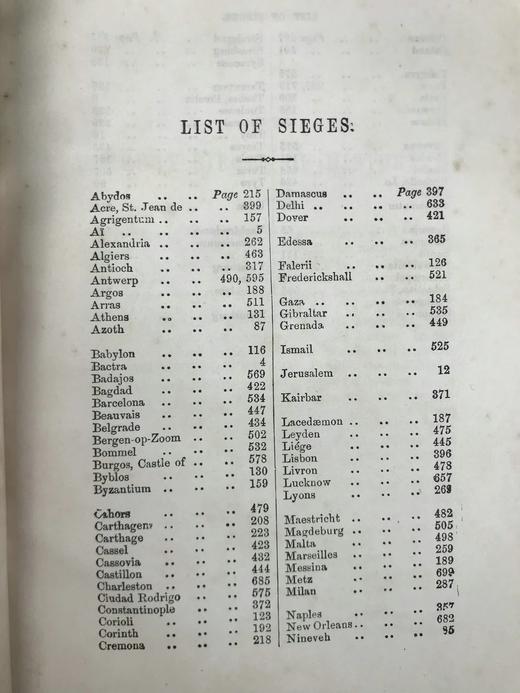 LIST OF SIEGES.
Abydos .. .. Page 215
Acre, St. Jean de .. .. 399
Agrigentum .. .. .. 157
Aï .. .. .. .. 5
Alexandria .. .. .. 262
Algiers .. .. .. 463
Antioch .. .. .. 317
Antwerp .. .. 490, 595
Argos .. .. .. 188
Arras .. .. .. 511
Athens .. .. .. 131
Azoth .. .. .. 87
Babylon .. .. .. 116
Bactra .. .. .. 4
Badajos .. .. .. 569
Bagdad .. .. .. 422
Barcelona .. .. .. 534
Beauvais .. .. .. 447
Belgrade .. .. .. 434
Bergen-op-Zoom .. .. 502
Bommel .. .. .. 532
Burgos, Castle of .. .. 578
Byblos .. .. .. 130
Byzantium .. .. .. 159
Cahors .. .. .. 479
Carthagena .. .. .. 208
Carthage .. .. .. 223
Cassel .. .. .. 423
Cassovia .. .. .. 432
Castillon .. .. .. 444
Charleston .. .. .. 685
Ciudad Rodrigo .. .. 575
Constantinople .. .. 372
Corioli .. .. .. 123
Corinth .. .. .. 192
Cremona .. .. .. 218
Damascus .. .. Page 397
Delhi .. .. .. .. 633
Dover .. .. .. 421
Edessa .. .. .. 365
Falerii .. .. .. 126
Frederickshall .. .. 521
Gaza .. .. .. .. 184
Gibraltar .. .. .. 535
Grenada .. .. .. 449
Ismail .. .. .. 525
Jerusalem .. .. .. 12
Kairbar .. .. .. 371
Lacedæmon .. .. .. 187
Leyden .. .. .. 475
Liége .. .. .. 445
Lisbon .. .. .. 396
Livron .. .. .. 478
Lucknow .. .. .. 657
Lyons .. .. .. 268
Maestricht .. .. .. 482
Magdeburg .. .. .. 505
Malta .. .. .. 498
Marseilles .. .. .. 259
Messina .. .. .. 189
Metz .. .. .. 699
Milan .. .. .. 287
Naples .. .. .. 357
New Orleans .. .. .. 682
Nineveh .. .. ..